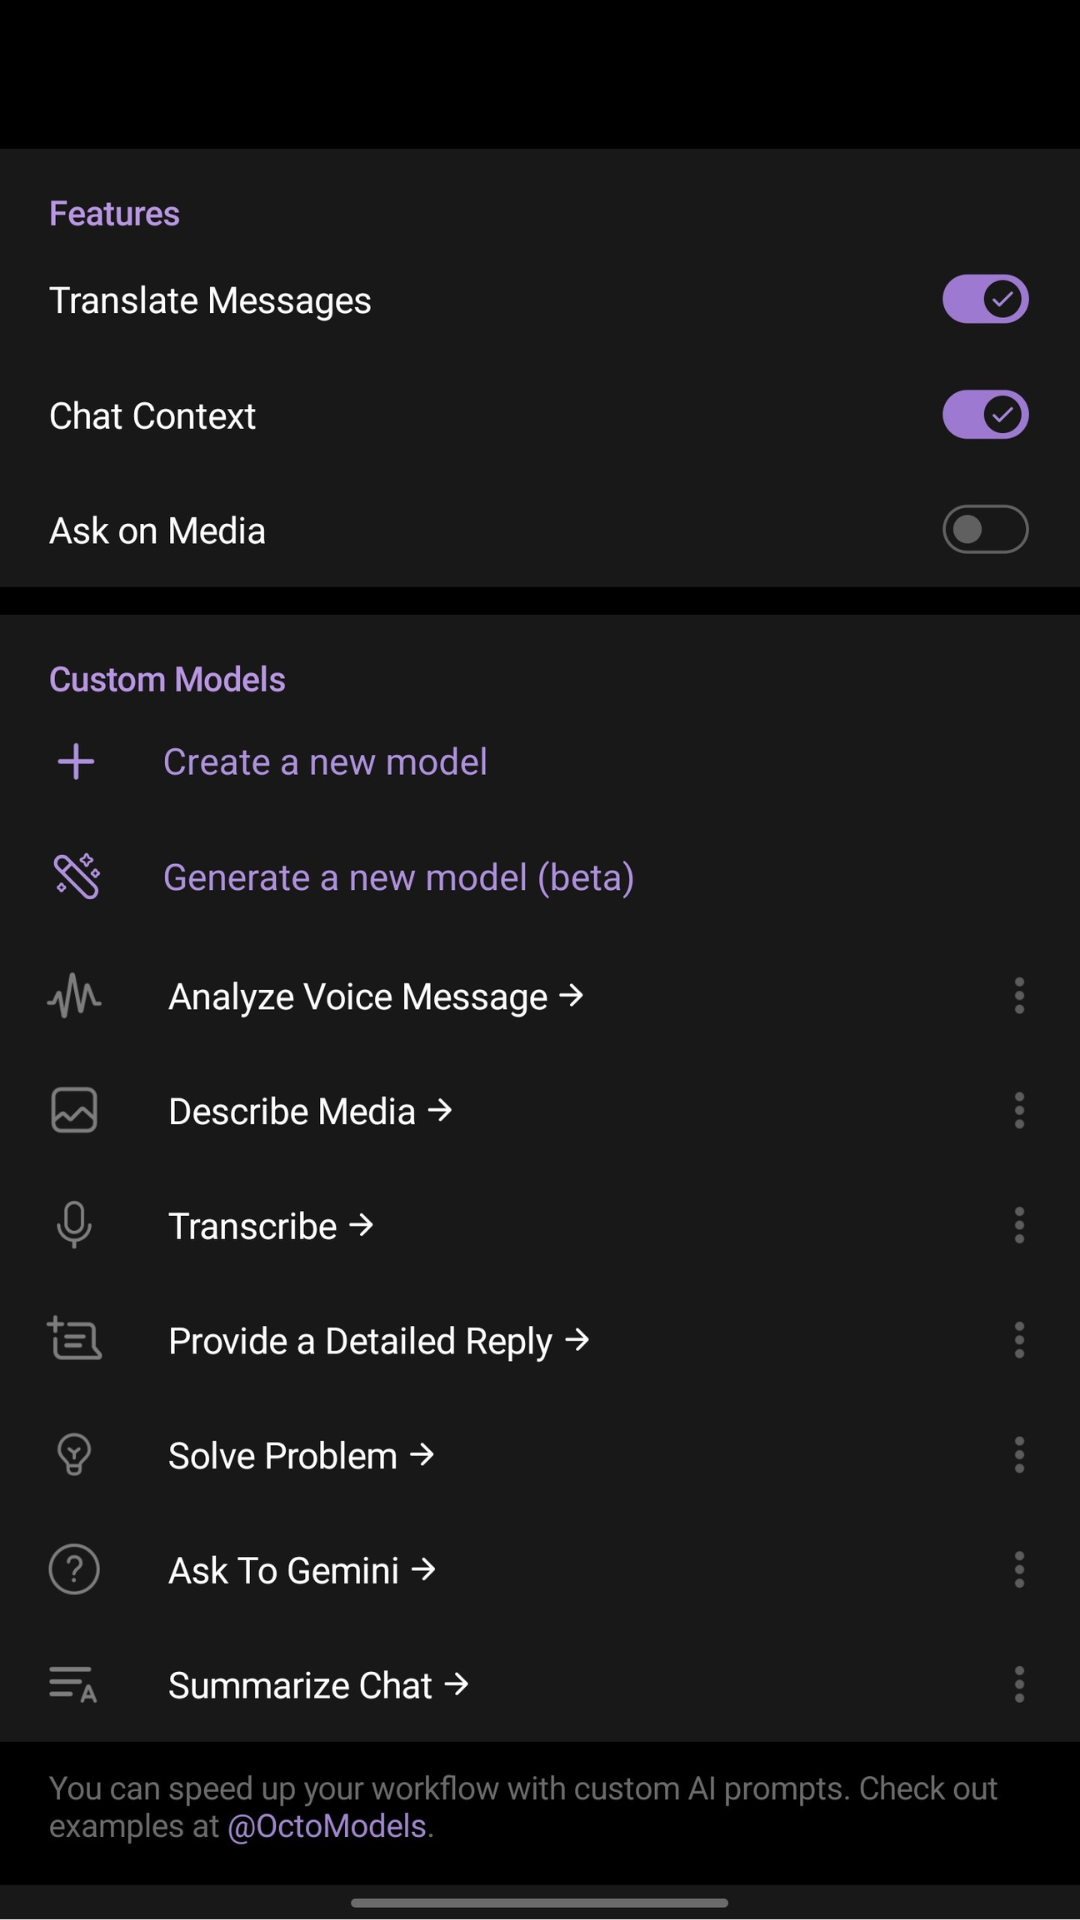 Features
Translate Messages
Chat Context
Ask on Media
Custom Models
Create a new model
Generate a new model (beta)
Analyze Voice Message →
Describe Media →
Transcribe →
Provide a Detailed Reply →
Solve Problem →
Ask To Gemini →
Summarize Chat →
You can speed up your workflow with custom AI prompts. Check out
examples at @OctoModels.